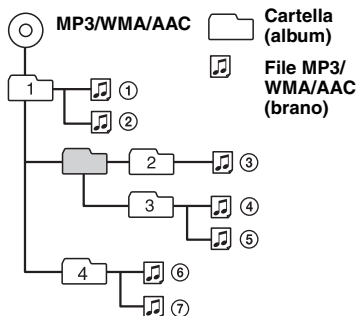 MP3/WMA/AAC
Cartella
(album)
File MP3/
WMA/AAC
(brano)
1
①
②
2
③
3
④
⑤
4
⑥
⑦